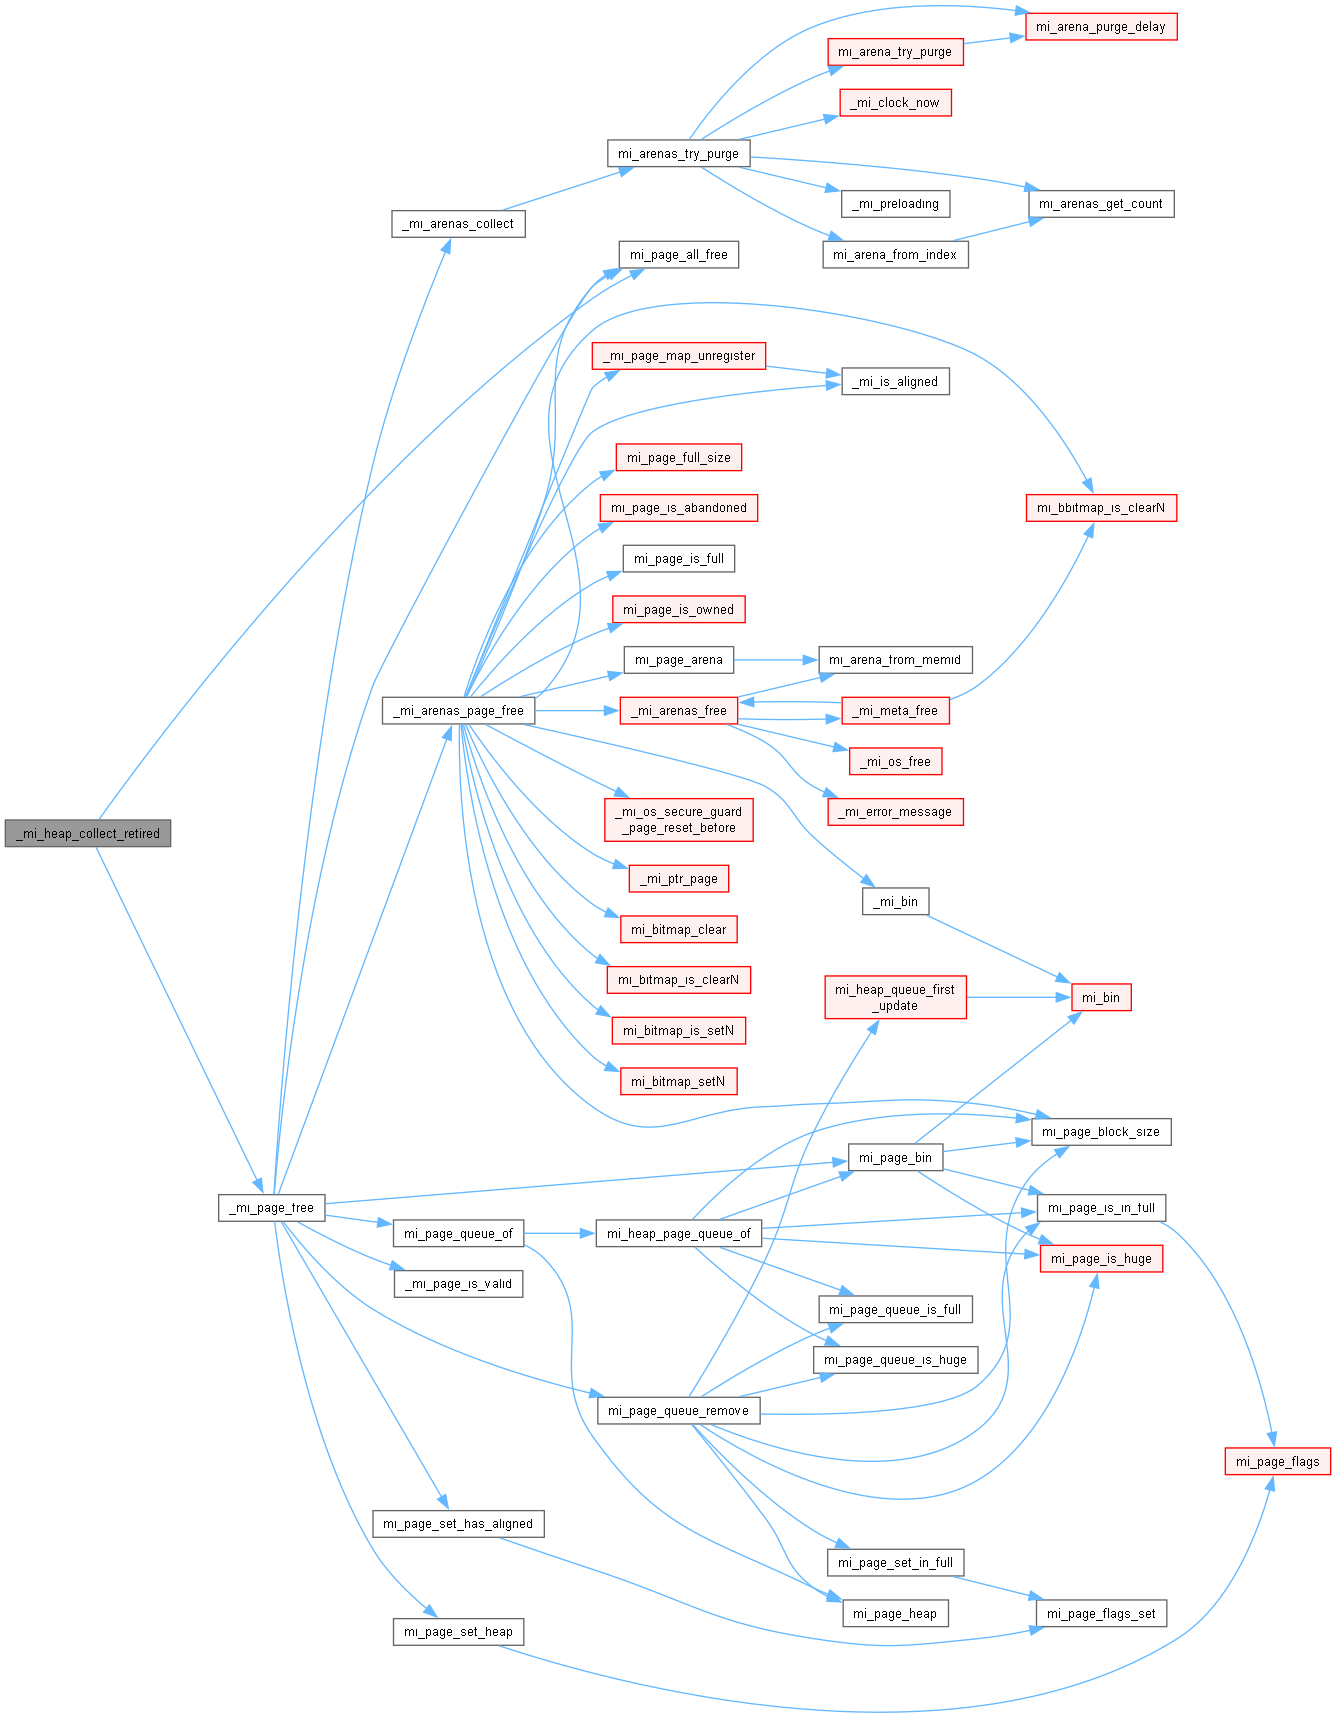 mi_arena_purge_delay
mi_arena_try_purge
_mi_clock_now
mi_arenas_try_purge
_mi_preloading
mi_arenas_get_count
_mi_arenas_collect
mi_page_all_free
mi_arena_from_index
_mi_page_map_unregister
_mi_is_aligned
mi_page_full_size
mi_page_is_abandoned
mi_bbitmap_is_clearN
mi_page_is_full
mi_page_is_owned
mi_page_arena
mi_arena_from_memid
_mi_arenas_page_free
_mi_arenas_free
_mi_meta_free
_mi_os_free
_mi_os_secure_guard
_page_reset_before
_mi_error_message
_mi_heap_collect_retired
_mi_ptr_page
_mi_bin
mi_bitmap_clear
mi_bitmap_is_clearN
mi_heap_queue_first
_update
mi_bin
mi_bitmap_is_setN
mi_bitmap_setN
mi_page_block_size
mi_page_bin
_mi_page_free
mi_page_is_in_full
mi_page_queue_of
mi_heap_page_queue_of
mi_page_is_huge
_mi_page_is_valid
mi_page_queue_is_full
mi_page_queue_is_huge
mi_page_queue_remove
mi_page_flags
mi_page_set_has_aligned
mi_page_set_in_full
mi_page_heap
mi_page_flags_set
mi_page_set_heap